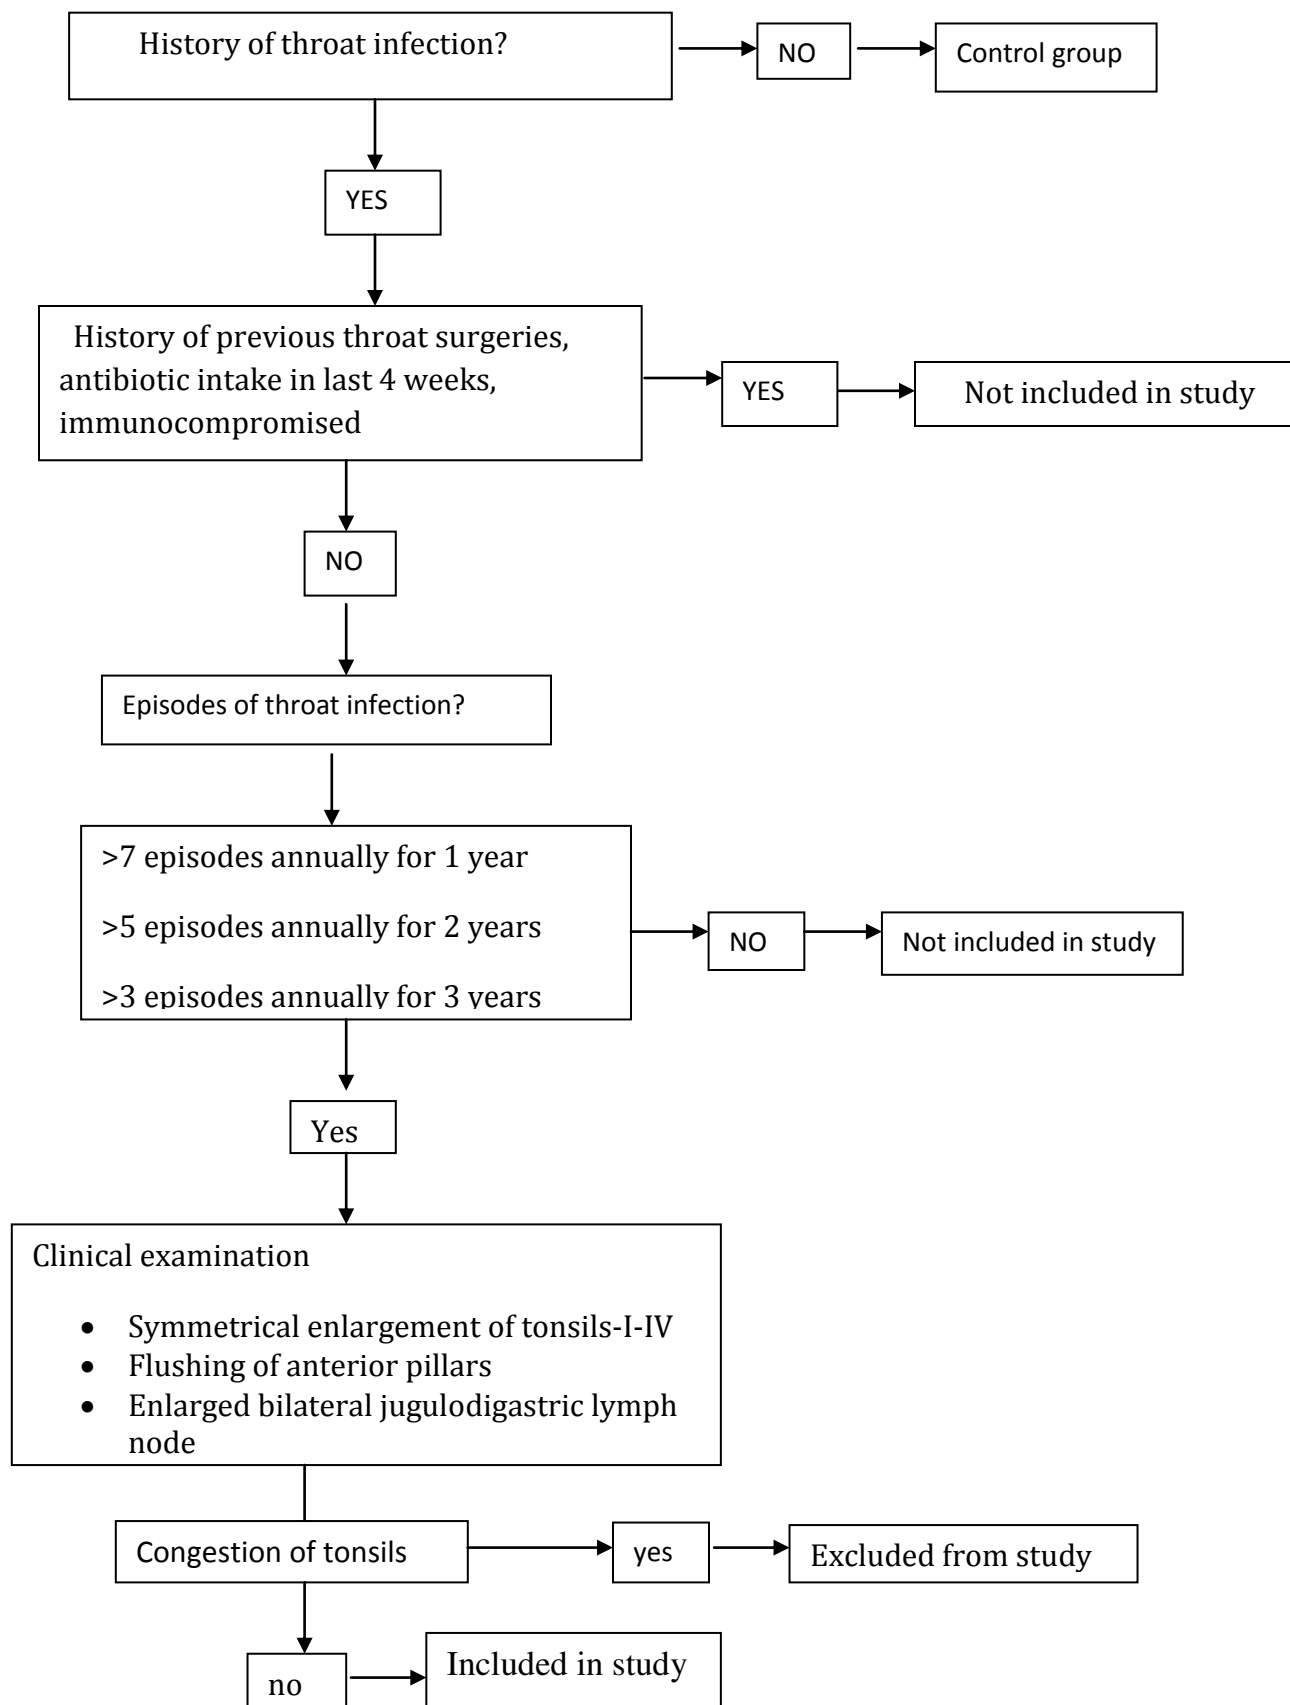 History of throat infection?
NO
Control group
YES
History of previous throat surgeries,
antibiotic intake in last 4 weeks,
immunocompromised
YES
Not included in study
NO
Episodes of throat infection?
>7 episodes annually for 1 year
>5 episodes annually for 2 years
>3 episodes annually for 3 years
NO
Not included in study
Yes
Clinical examination
• Symmetrical enlargement of tonsils-I-IV
• Flushing of anterior pillars
• Enlarged bilateral jugulodigastric lymph
node
Congestion of tonsils
yes
Excluded from study
no
Included in study